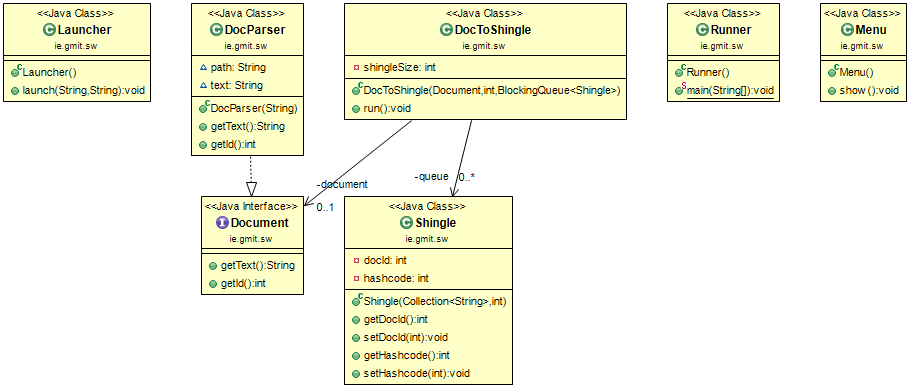 <<Java Class>>
Launcher
ie.gmit.sw
Launcher()
launch(String,String):void
<<Java Class>>
DocParser
ie.gmit.sw
path: String
text: String
DocParser(String)
getText():String
getId():int
<<Java Class>>
DocToShingle
ie.gmit.sw
shingleSize: int
DocToShingle(Document,int,BlockingQueue<Shingle>)
run():void
<<Java Class>>
Runner
ie.gmit.sw
Runner()
main(String[]):void
<<Java Class>>
Menu
ie.gmit.sw
Menu()
show():void
-document
0..1
-queue
0..*
<<Java Interface>>
Document
ie.gmit.sw
getText():String
getId():int
<<Java Class>>
Shingle
ie.gmit.sw
docId: int
hashcode: int
Shingle(Collection<String>,int)
getDocId():int
setDocId(int):void
getHashcode():int
setHashcode(int):void